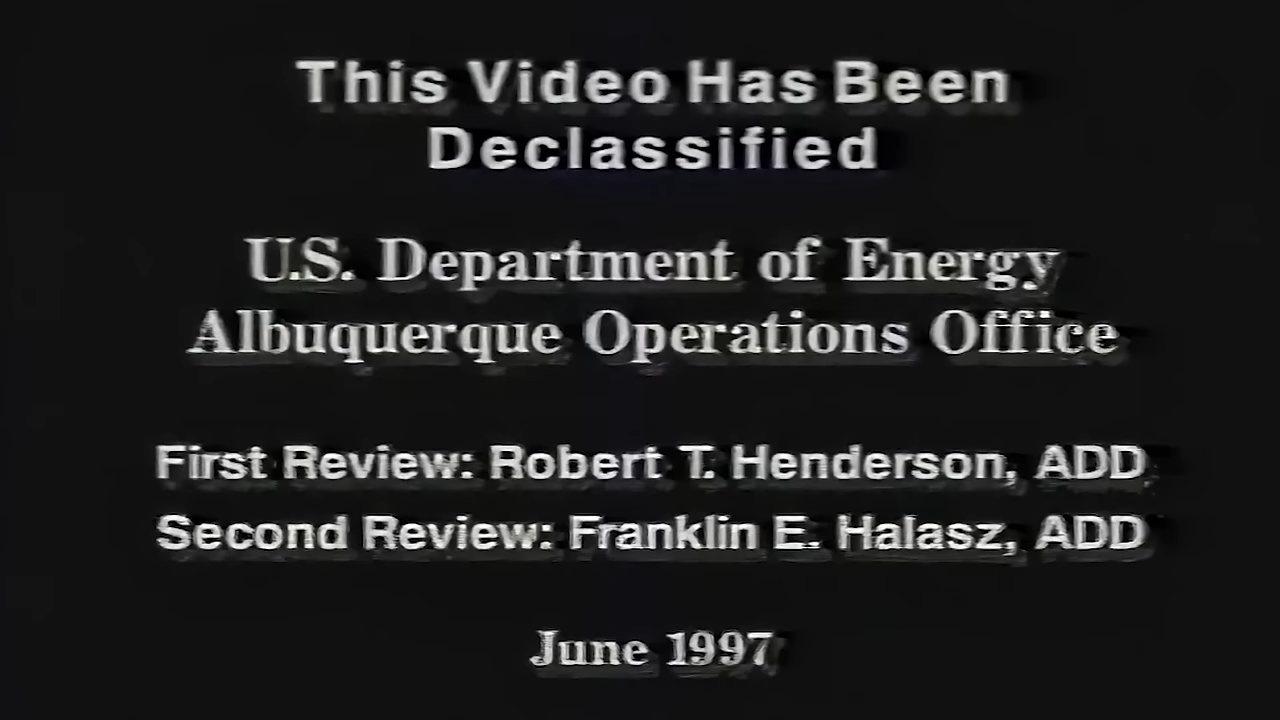 This Video Has Been
Declassified
U.S. Department of Energy
Albuquerque Operations Office
First Review: Robert T. Henderson, ADD
Second Review: Franklin E. Halasz, ADD
June 1997